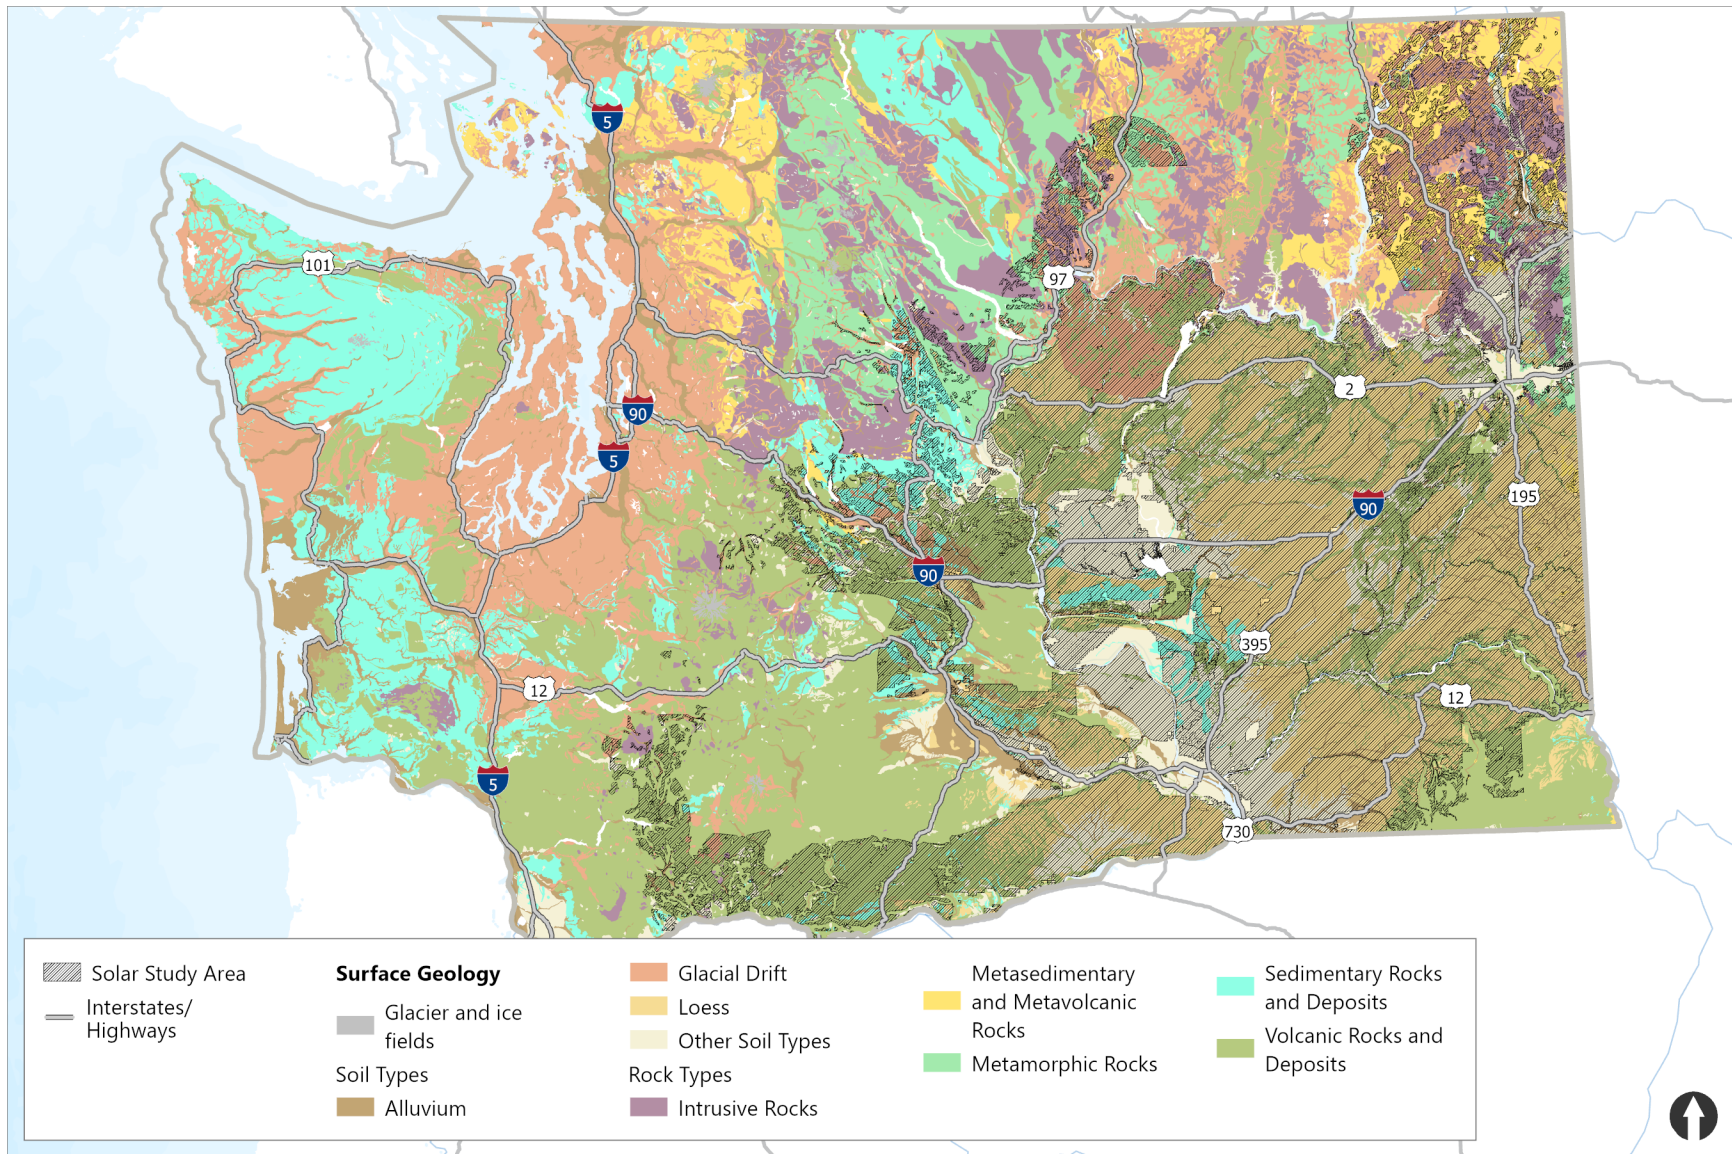 5
101
97
2
90
5
90
195
90
395
12
12
5
730
Solar Study Area
Interstates/
Highways
Surface Geology
Glacier and ice
fields
Soil Types
Alluvium
Glacial Drift
Loess
Other Soil Types
Rock Types
Intrusive Rocks
Metasedimentary
and Metavolcanic
Rocks
Metamorphic Rocks
Sedimentary Rocks
and Deposits
Volcanic Rocks and
Deposits